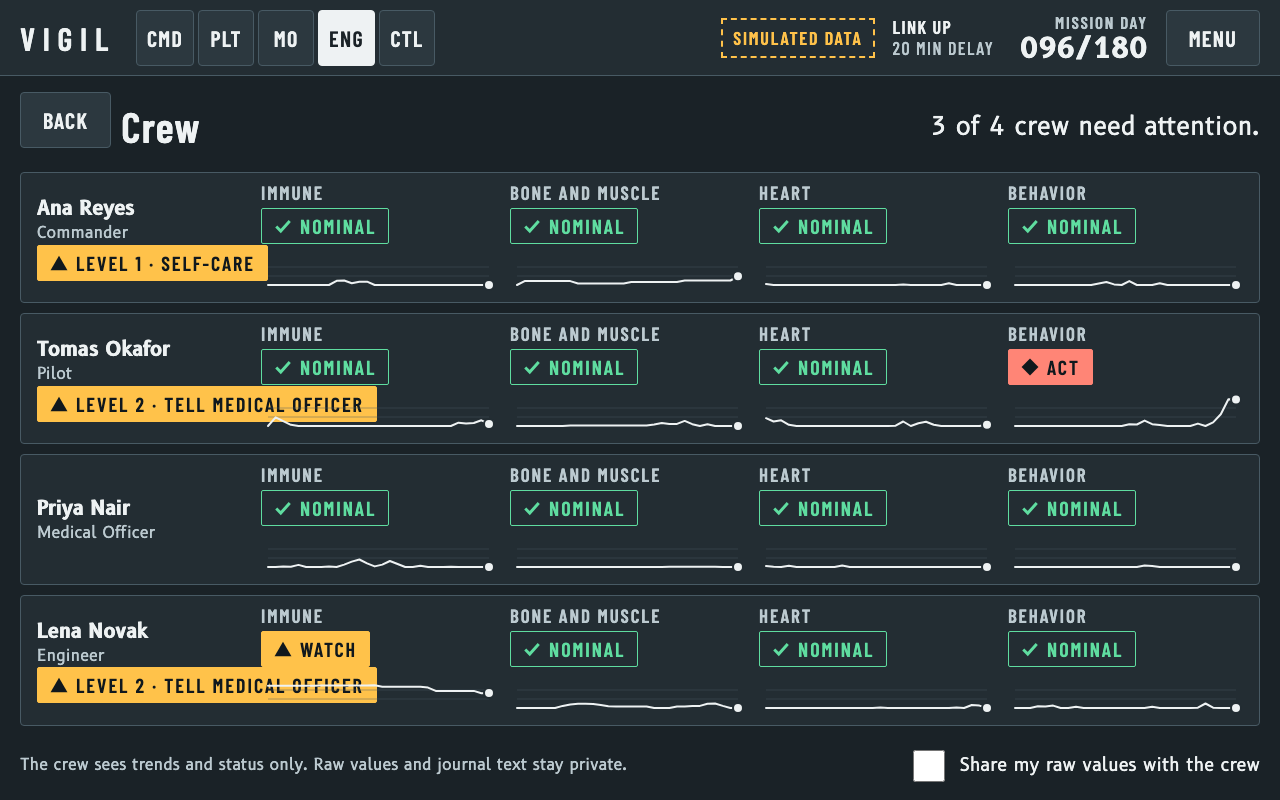 VIGIL
CMD
PLT
MO
ENG
CTL
SIMULATED DATA
LINK UP
20 MIN DELAY
MISSION DAY
096/180
MENU
BACK
Crew
3 of 4 crew need attention.
Ana Reyes
Commander
LEVEL 1 · SELF-CARE
IMMUNE
NOMINAL
BONE AND MUSCLE
NOMINAL
HEART
NOMINAL
BEHAVIOR
NOMINAL
Tomas Okafor
Pilot
LEVEL 2 · TELL MEDICAL OFFICER
IMMUNE
NOMINAL
BONE AND MUSCLE
NOMINAL
HEART
NOMINAL
BEHAVIOR
ACT
Priya Nair
Medical Officer
IMMUNE
NOMINAL
BONE AND MUSCLE
NOMINAL
HEART
NOMINAL
BEHAVIOR
NOMINAL
Lena Novak
Engineer
LEVEL 2 · TELL MEDICAL OFFICER
IMMUNE
WATCH
BONE AND MUSCLE
NOMINAL
HEART
NOMINAL
BEHAVIOR
NOMINAL
The crew sees trends and status only. Raw values and journal text stay private.
Share my raw values with the crew